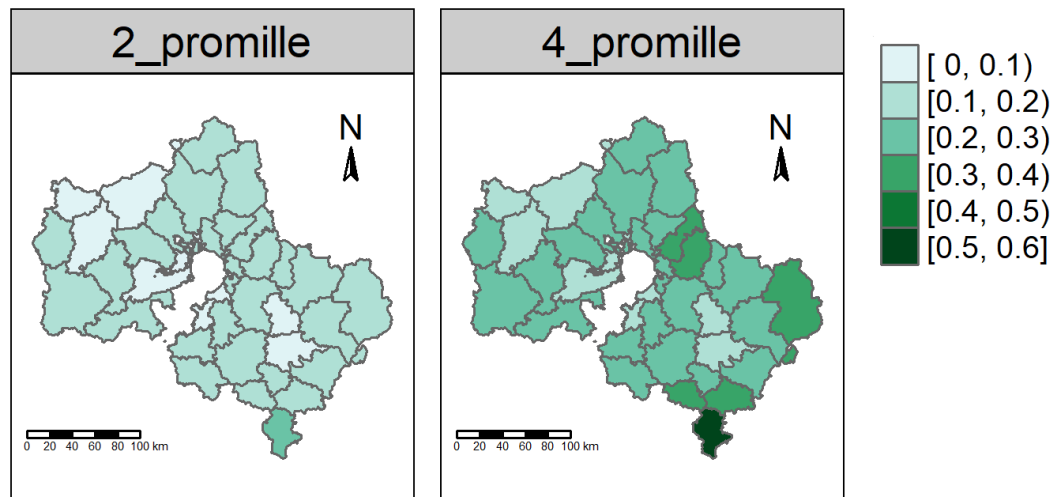 2_promille
4_promille
N
N
[ 0, 0.1)
[0.1, 0.2)
[0.2, 0.3)
[0.3, 0.4)
[0.4, 0.5)
[0.5, 0.6]
0 20 40 60 80 100 km
0 20 40 60 80 100 km